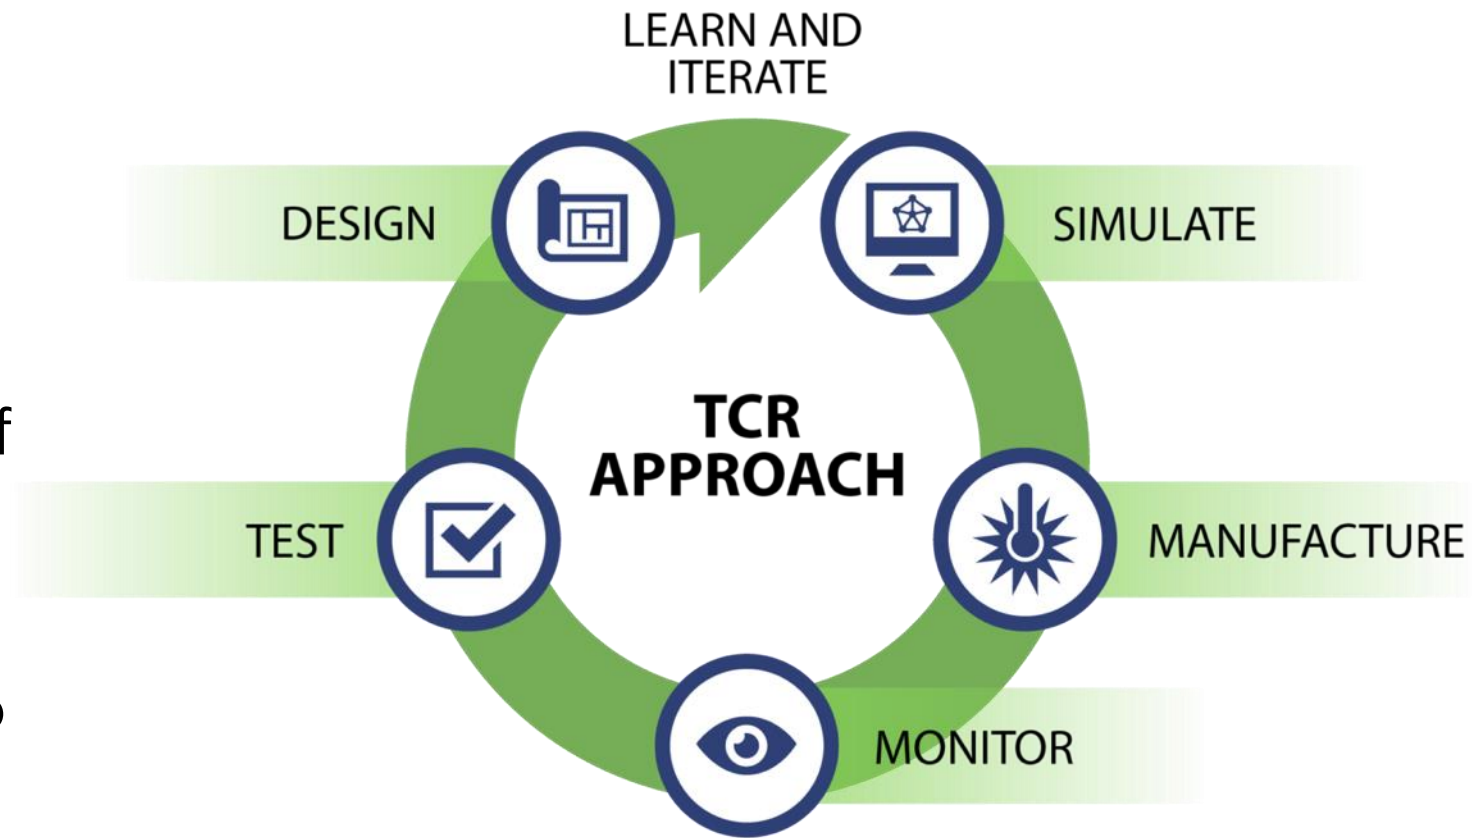 LEARN AND
ITERATE
DESIGN
SIMULATE
f
TCR
APPROACH
TEST
MANUFACTURE
MONITOR